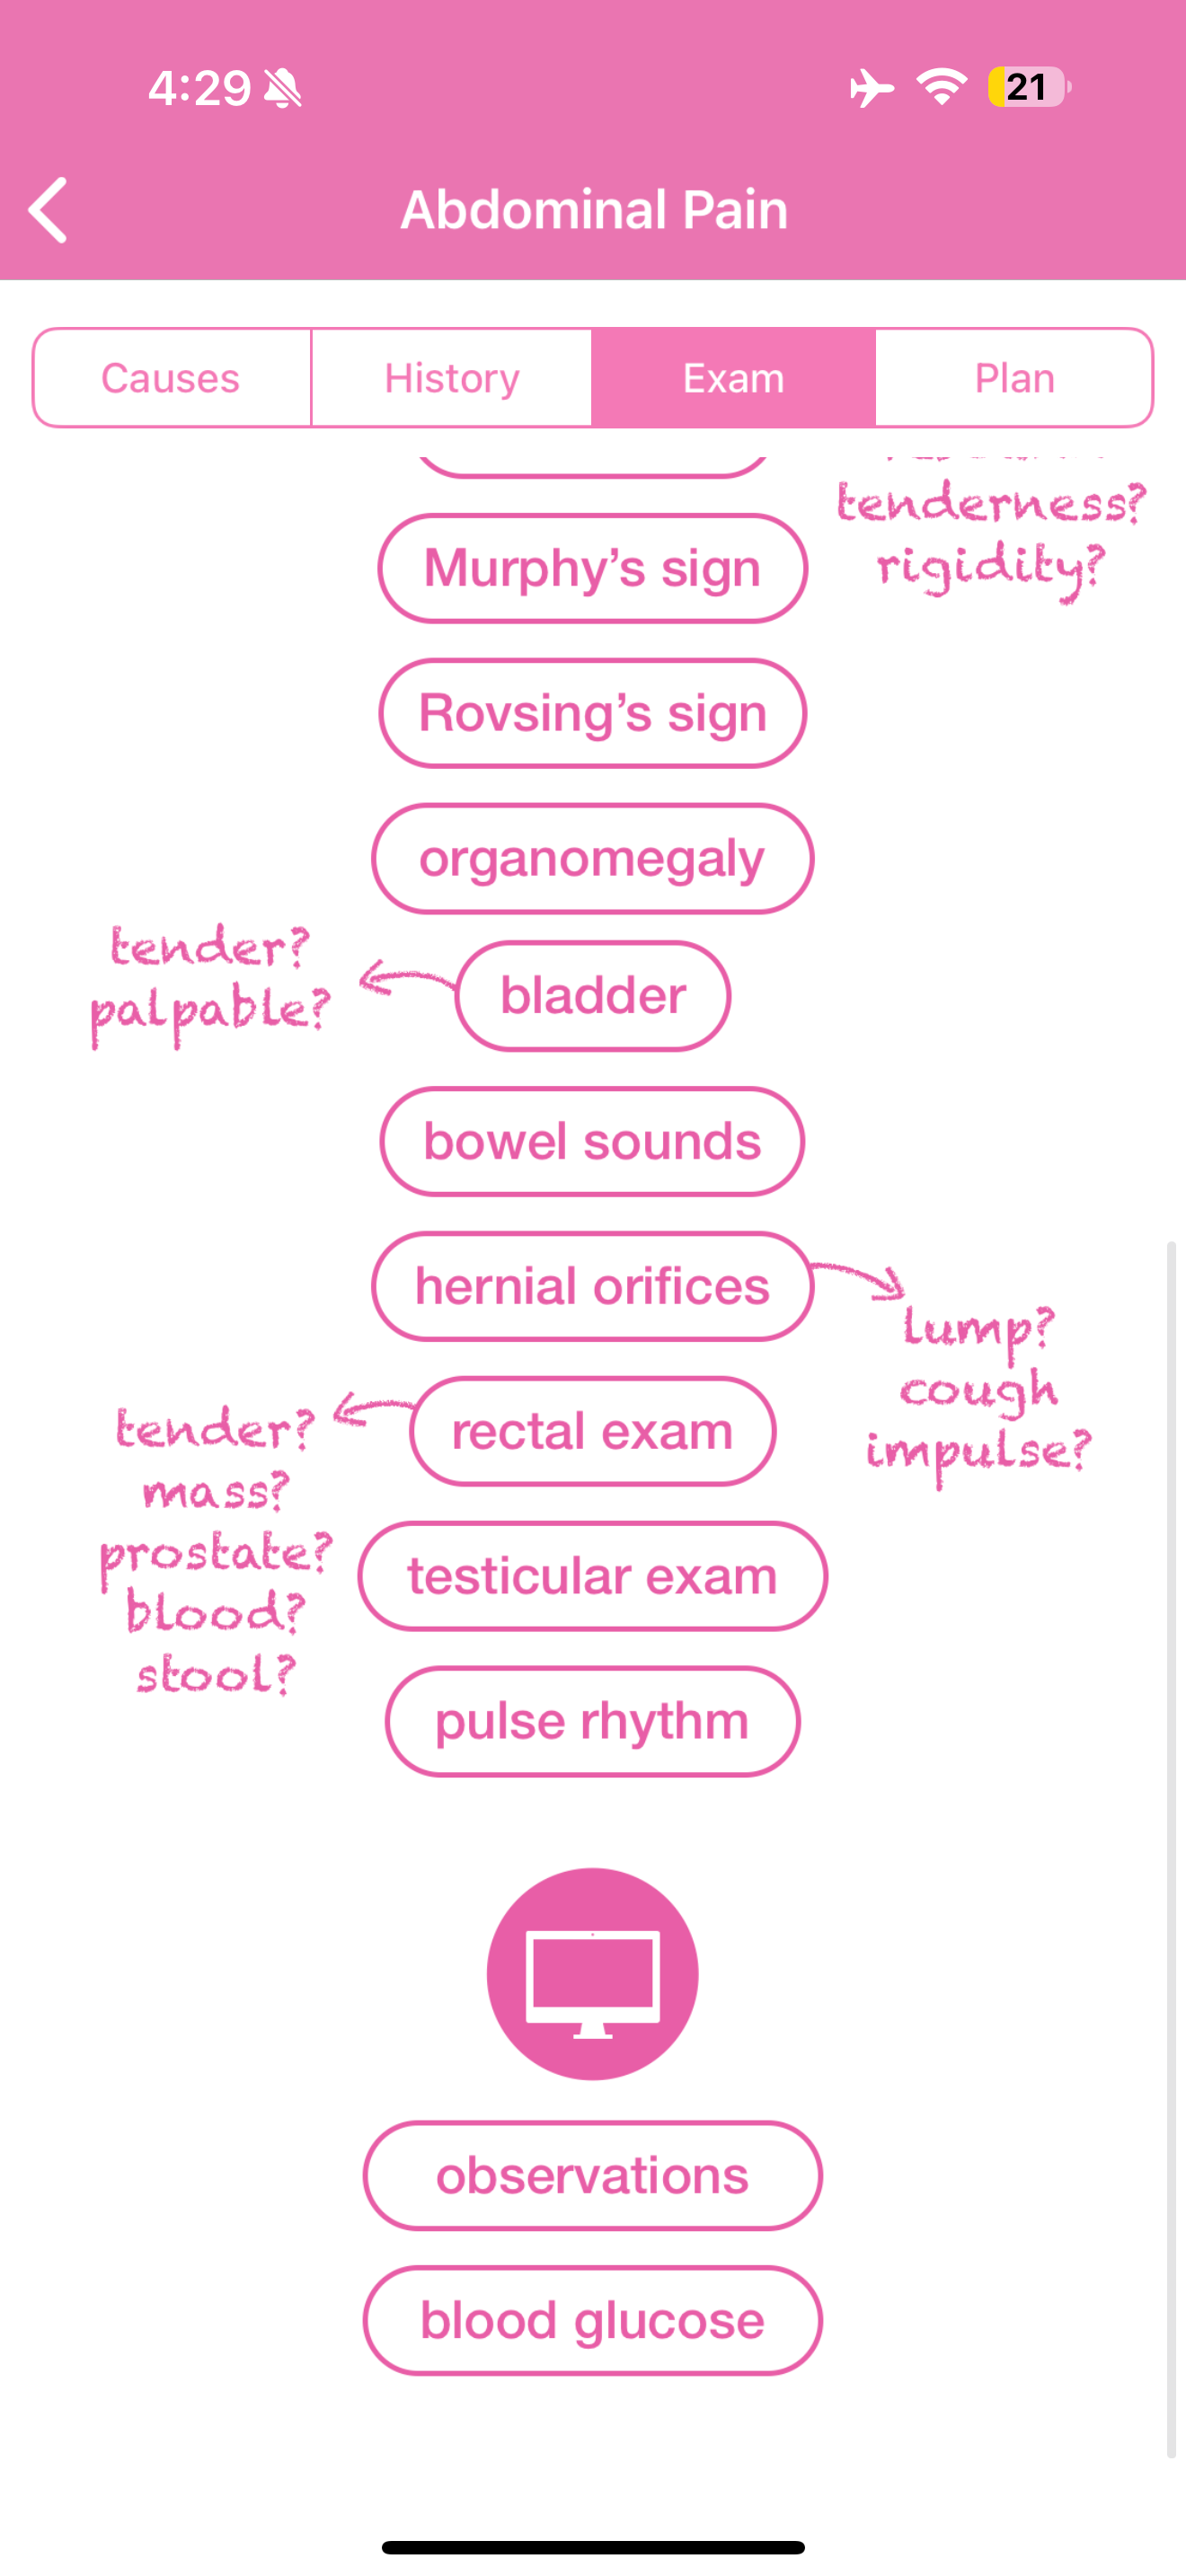 4:29
21
Abdominal Pain
Causes
History
Exam
Plan
tenderness?
rigidity?
Murphy’s sign
Rovsing’s sign
organomegaly
tender?
palpable?
bladder
bowel sounds
hernial orifices
lump?
cough
impulse?
rectal exam
tender?
mass?
prostate?
blood?
stool?
testicular exam
pulse rhythm
observations
blood glucose